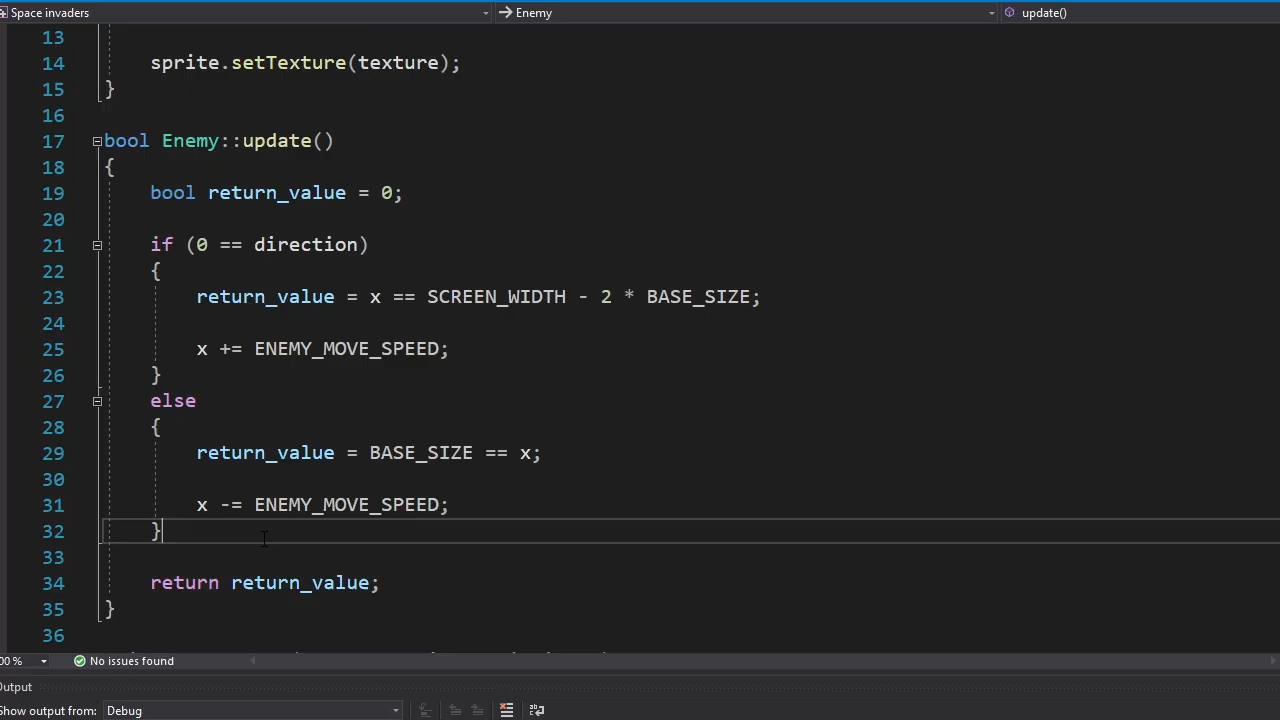 Space invaders Enemy update()
13
14 sprite.setTexture(texture);
15 }
16
17 bool Enemy::update()
18 {
19 bool return_value = 0;
20
21 if (0 == direction)
22 {
23 return_value = x == SCREEN_WIDTH - 2 * BASE_SIZE;
24
25 x += ENEMY_MOVE_SPEED;
26 }
27 else
28 {
29 return_value = BASE_SIZE == x;
30
31 x -= ENEMY_MOVE_SPEED;
32 }
33
34 return return_value;
35 }
36
00 % No issues found
Output
Show output from: Debug